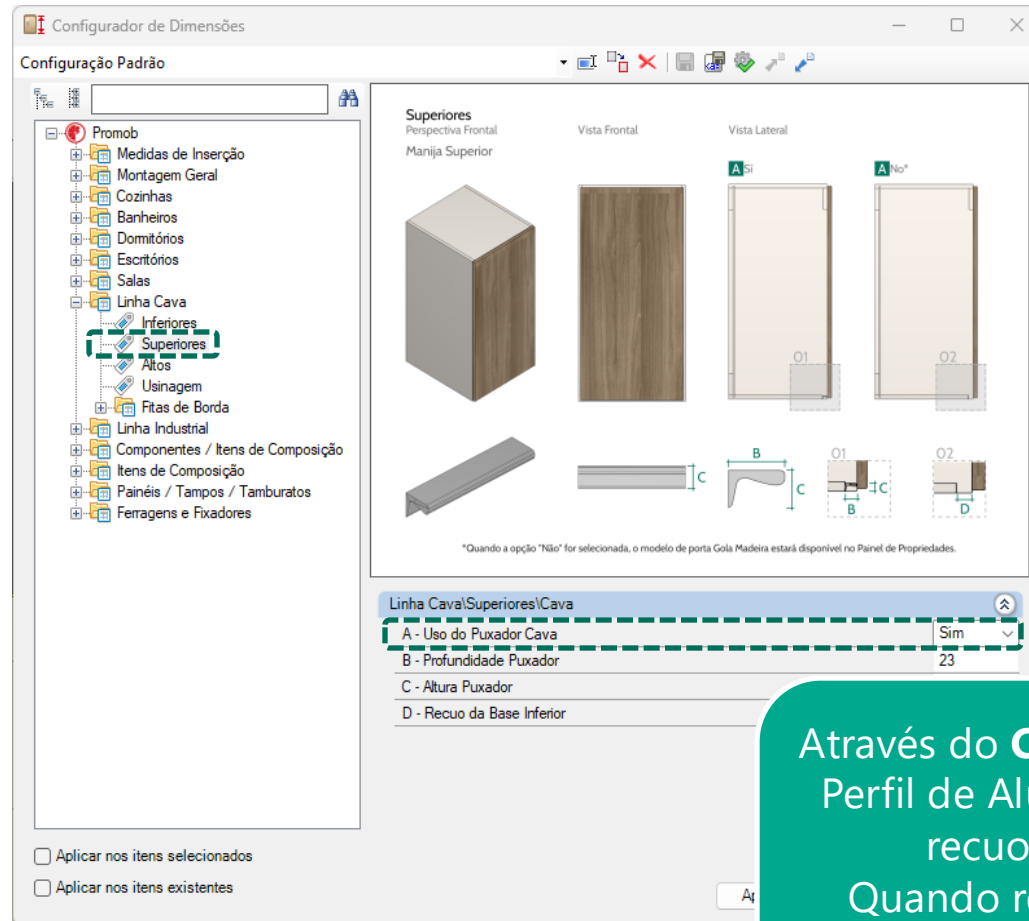 Configurador de Dimensões
Configuração Padrão
Promob
Medidas de Inserção
Montagem Geral
Cozinhas
Banheiros
Dormitórios
Escritórios
Salas
Linha Cava
Inferiores
Superiores
Altos
Usinagem
Fitas de Borda
Linha Industrial
Componentes / Itens de Composição
Itens de Composição
Painéis / Tampos / Tamburatos
Ferragens e Fixadores
Aplicar nos itens selecionados
Aplicar nos itens existentes
Superiores
Perspectiva Frontal Vista Frontal Vista Lateral
Manija Superior
A Sí A No*
O1 O2
B O1 O2
C C C
B D
*Quando a opção "Não" for selecionada, o modelo de porta Gola Madeira estará disponível no Painel de Propriedades.
Linha Cava\Superiores\Cava
A - Uso do Puxador Cava Sim
B - Profundidade Puxador 23
C - Altura Puxador
D - Recuo da Base Inferior
Através do
Perfil de
recuo
Quando